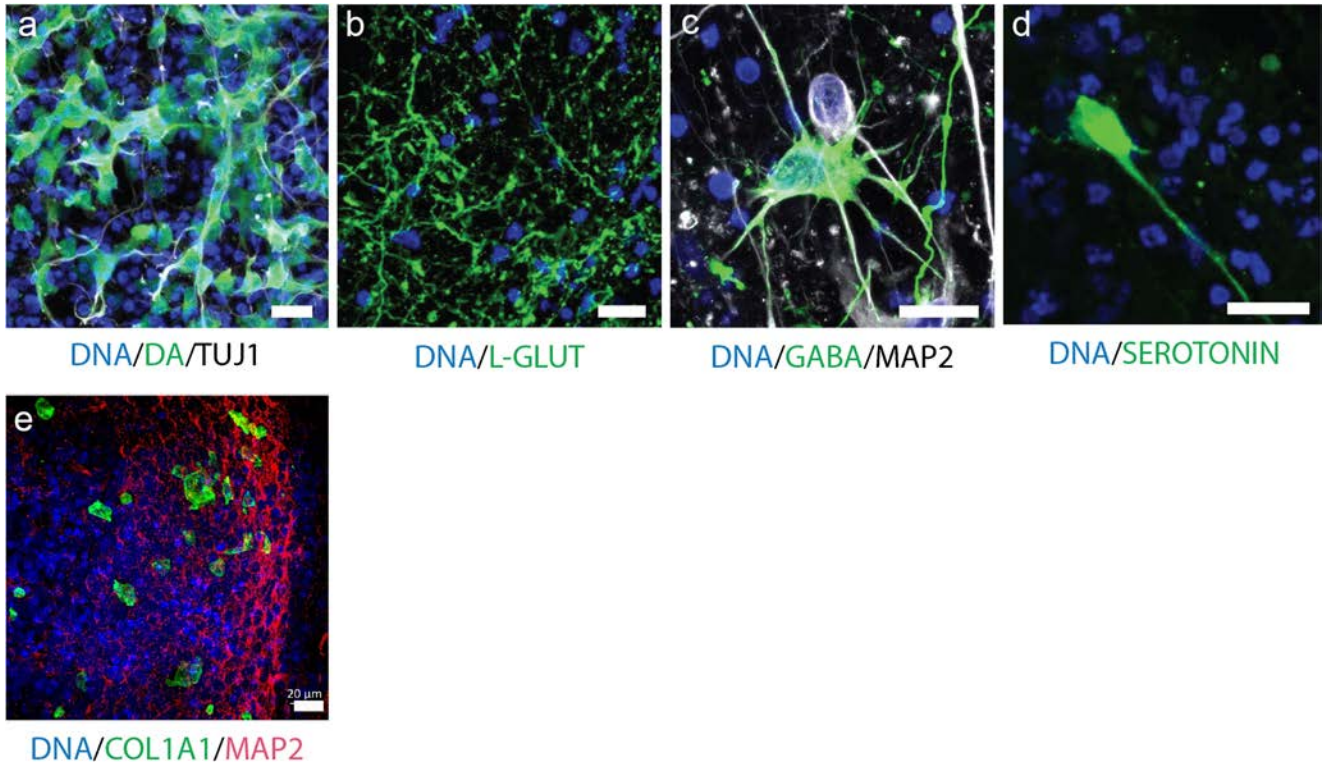 a
b
c
d
DNA/DA/TUJ1
DNA/L-GLUT
DNA/GABA/MAP2
DNA/SEROTONIN
e
20 µm
DNA/COL1A1/MAP2